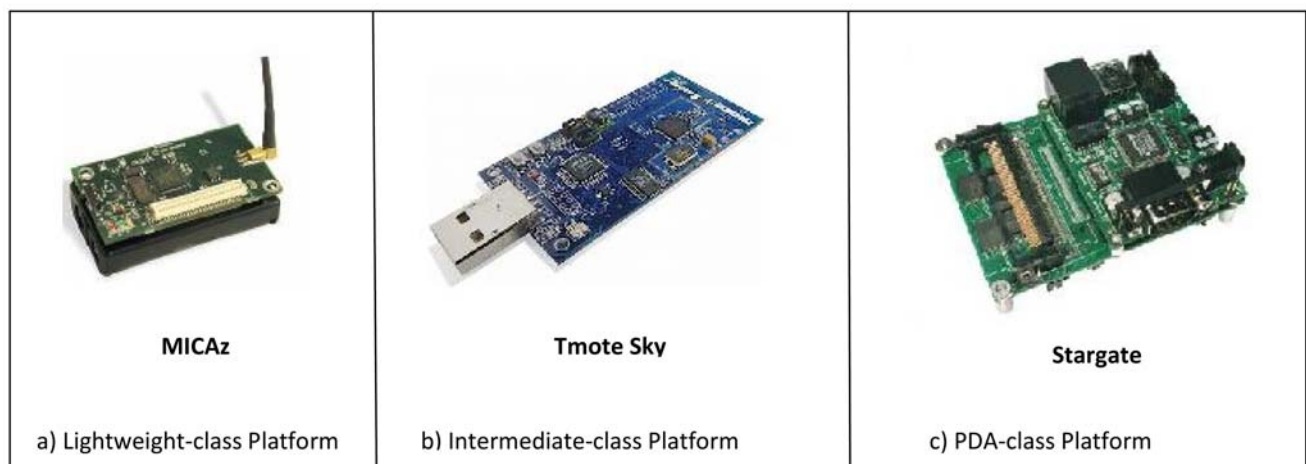 MICAz
Tmote Sky
Stargate
a) Lightweight-class Platform
b) Intermediate-class Platform
c) PDA-class Platform